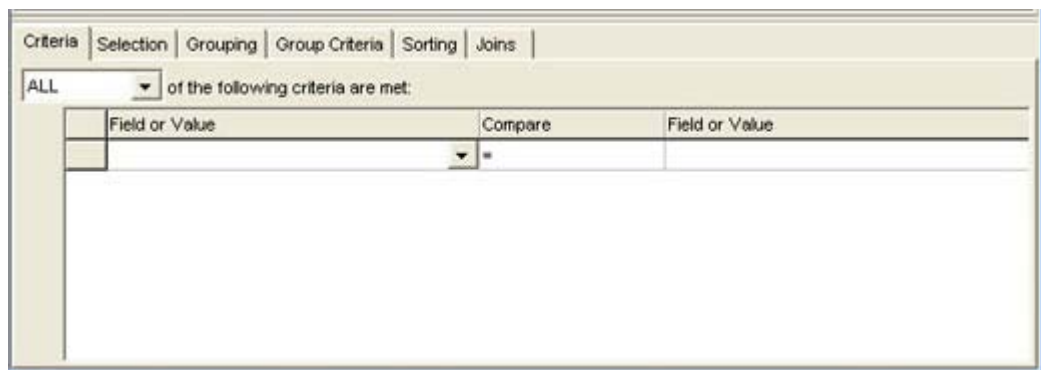 Criteria Selection Grouping Group Criteria Sorting Joins
ALL of the following criteria are met:
Field or Value Compare Field or Value
=